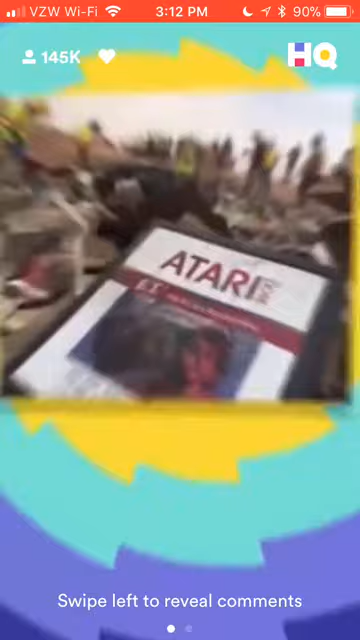 VZW Wi-Fi
3:12 PM
90%
145K
HQ
ATARI
E.T.
Swipe left to reveal comments